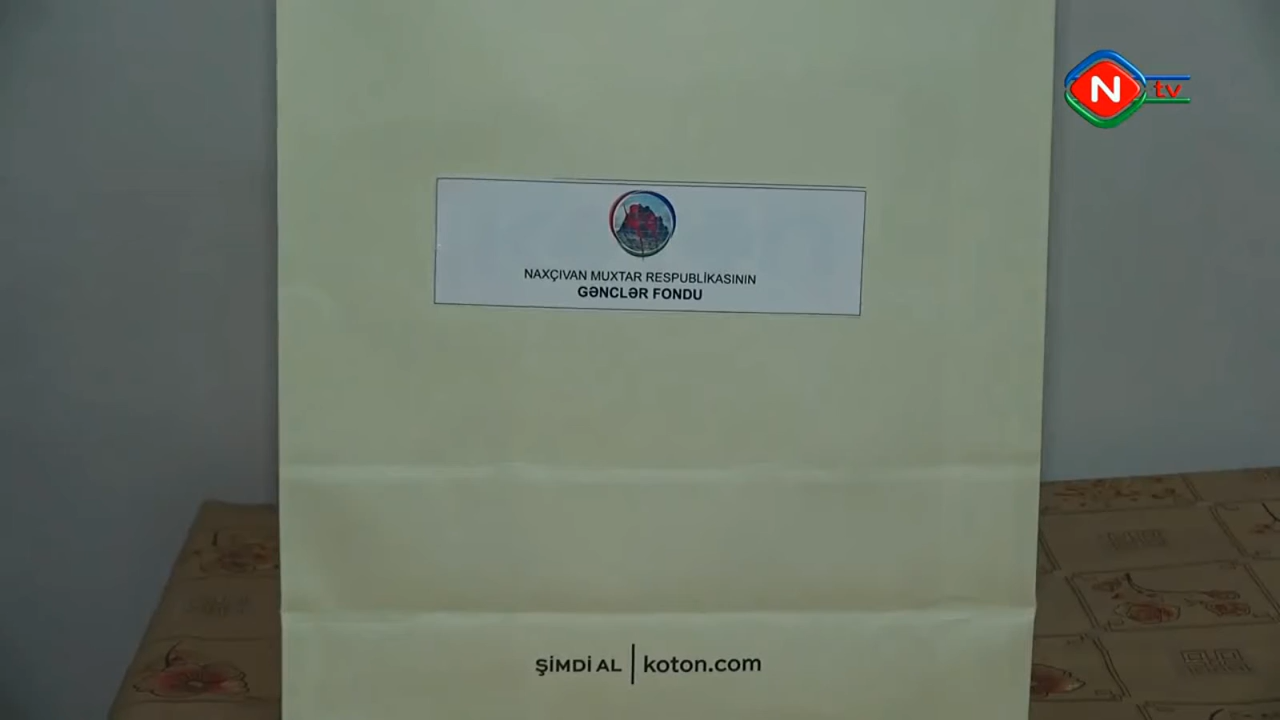 N tv
NAXÇIVAN MUXTAR RESPUBLİKASININ
GƏNCLƏR FONDU
ŞİMDİ AL | koton.com